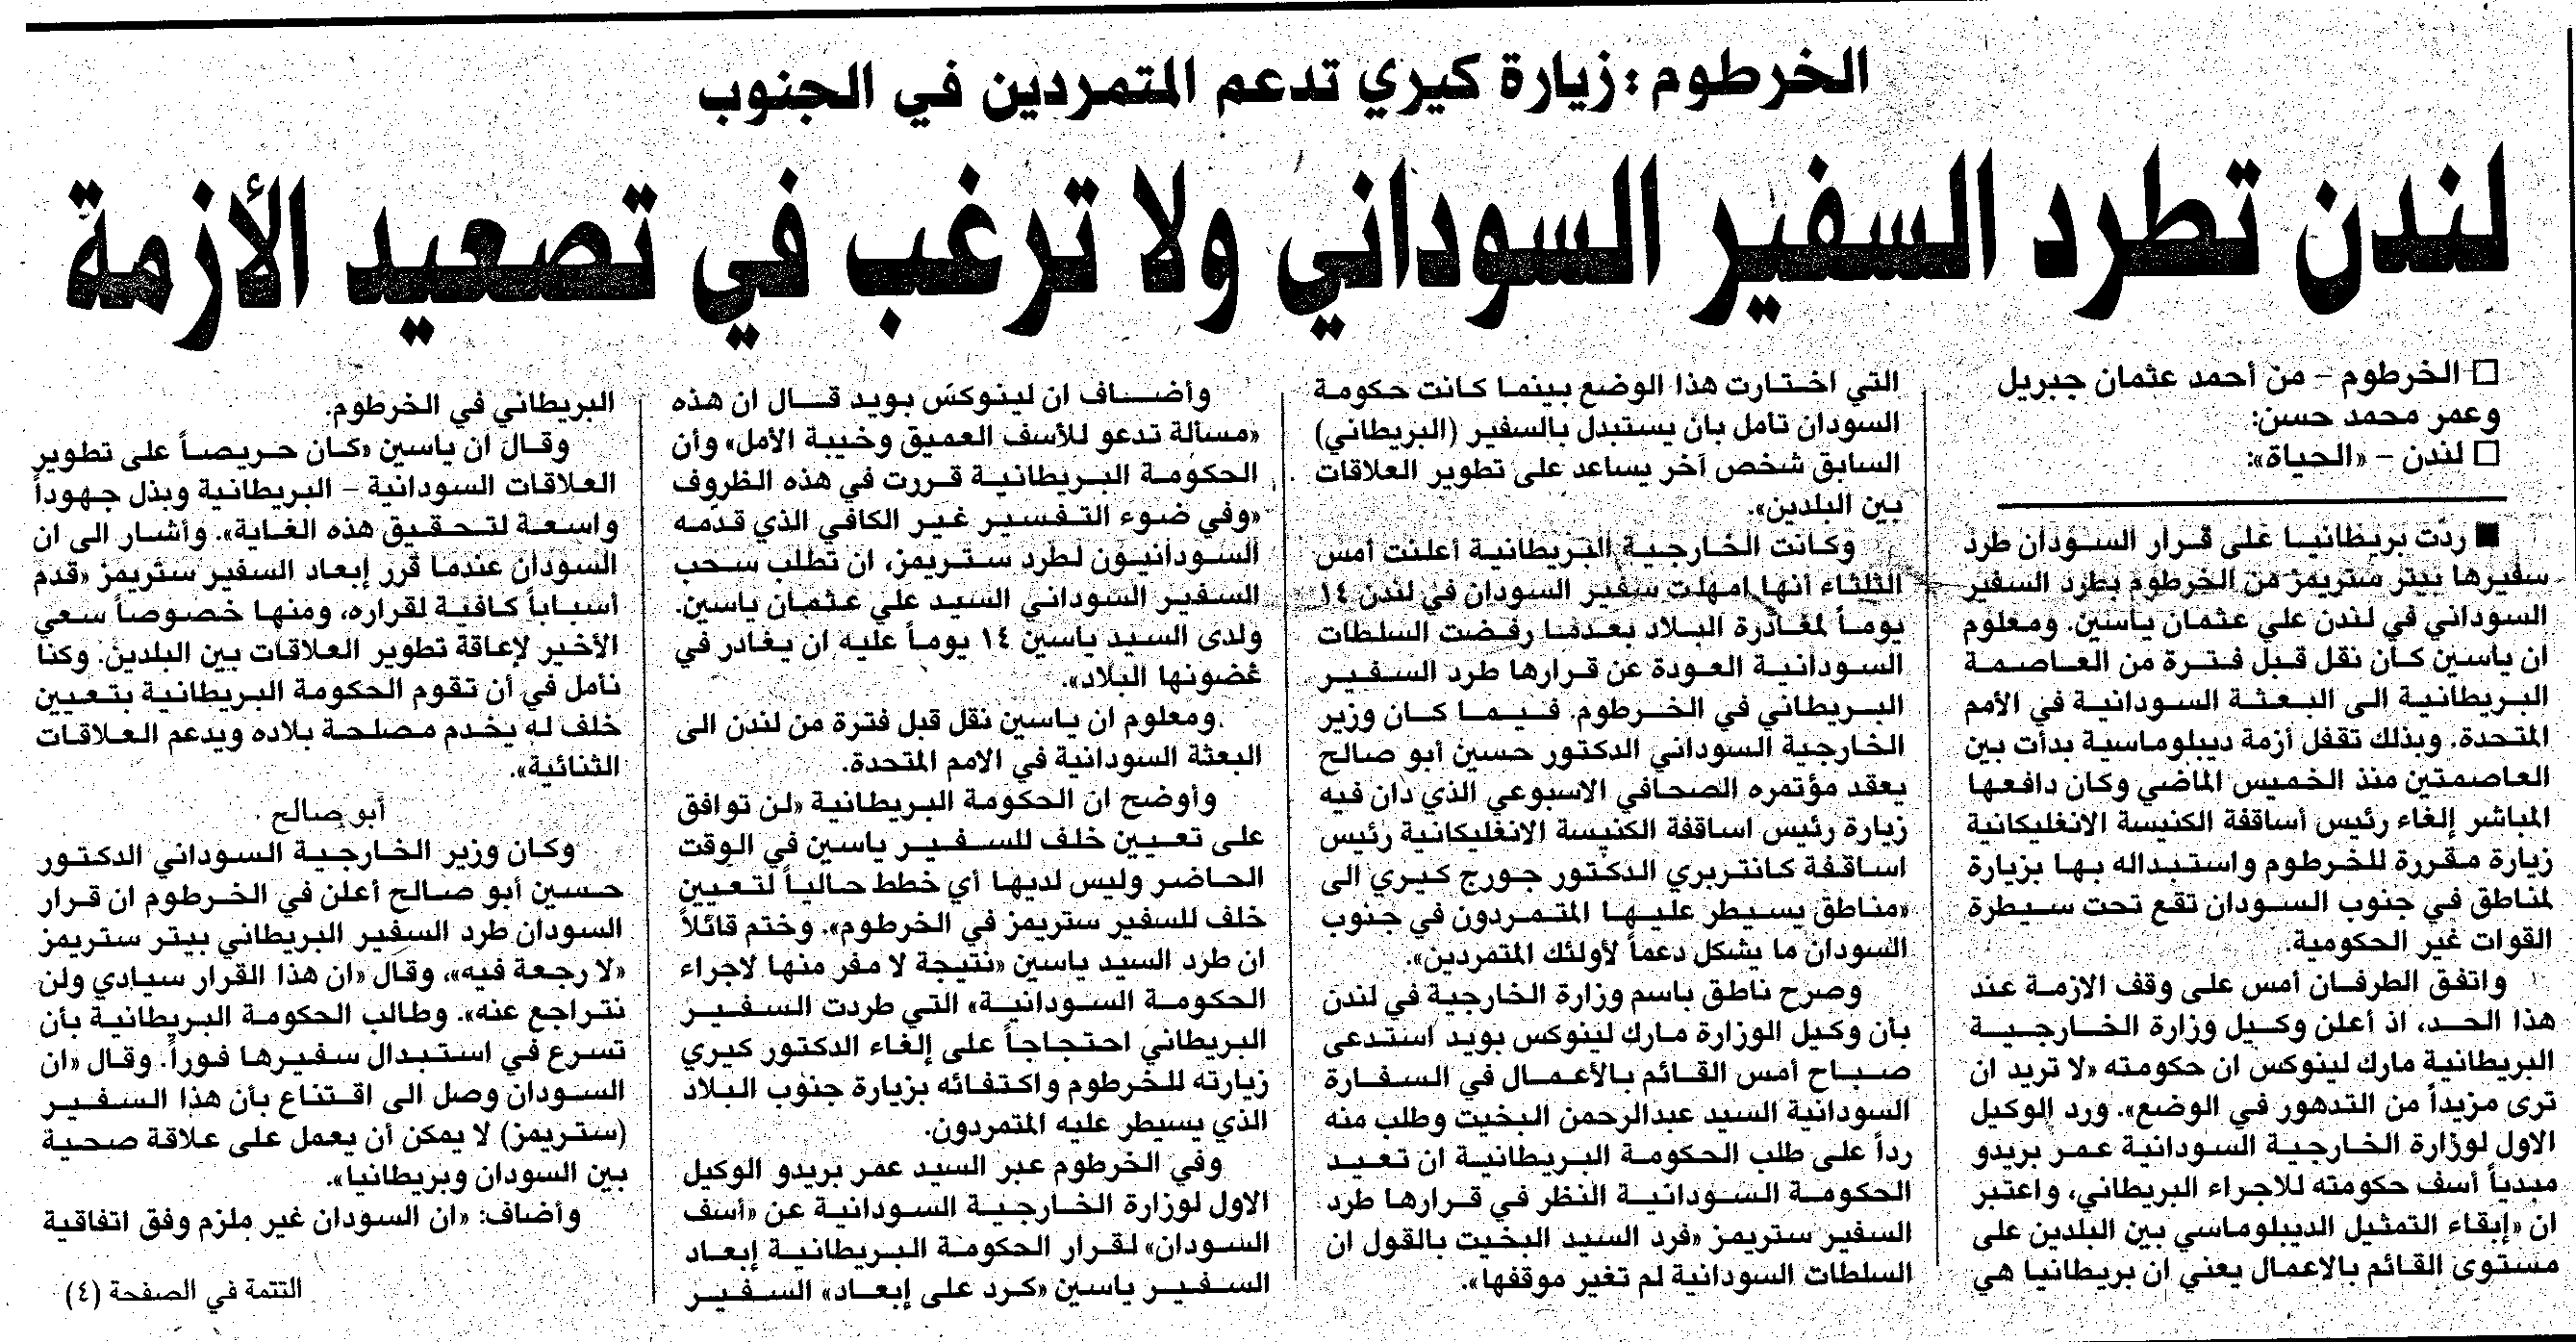 الخرطوم : زيارة كيري تدعم المتمردين في الجنوب
لندن تطرد السفير السوداني ولا ترغب في تصعيد الأزمة
□ الخرطوم – من أحمد عثمان جبريل
وعمر محمد حسن:
□ لندن – «الحياة»:
■ ردّت بريطانيا على قرار السودان طرد
سفيرها بيتر ستريمز من الخرطوم بطرد السفير
السوداني في لندن علي عثمان ياسين. ومعلوم
ان ياسين كان نقل قبل فترة من العاصمة
البريطانية الى البعثة السودانية في الأمم
المتحدة. وبذلك تقفل أزمة ديبلوماسية بدأت بين
العاصمتين منذ الخميس الماضي وكان دافعها
المباشر إلغاء رئيس أساقفة الكنيسة الانغليكانية
زيارة مقررة للخرطوم واستبداله بها بزيارة
لمناطق في جنوب السودان تقع تحت سيطرة
القوات غير الحكومية.
واتفق الطرفان أمس على وقف الازمة عند
هذا الحد، اذ أعلن وكيل وزارة الخارجية
البريطانية مارك لينوكس ان حكومته «لا تريد ان
ترى مزيداً من التدهور في الوضع». ورد الوكيل
الاول لوزارة الخارجية السودانية عمر بريدو
مبدياً أسف حكومته للاجراء البريطاني، واعتبر
ان «إبقاء التمثيل الديبلوماسي بين البلدين على
مستوى القائم بالاعمال يعني ان بريطانيا هي
التي اختارت هذا الوضع بينما كانت حكومة
السودان تأمل بأن يستبدل بالسفير (البريطاني)
السابق شخص آخر يساعد على تطوير العلاقات
بين البلدين».
وكانت الخارجية البريطانية أعلنت أمس
الثلثاء أنها امهلت سفير السودان في لندن ١٤
يوماً لمغادرة البلاد بعدما رفضت السلطات
السودانية العودة عن قرارها طرد السفير
البريطاني في الخرطوم. فيما كان وزير
الخارجية السوداني الدكتور حسين أبو صالح
يعقد مؤتمره الصحافي الاسبوعي الذي دان فيه
زيارة رئيس اساقفة الكنيسة الانغليكانية رئيس
اساقفة كانتربري الدكتور جورج كيري الى
«مناطق يسيطر عليها المتمردون في جنوب
السودان ما يشكل دعماً لأولئك المتمردين».
وصرح ناطق باسم وزارة الخارجية في لندن
بأن وكيل الوزارة مارك لينوكس بويد استدعى
صباح أمس القائم بالأعمال في السفارة
السودانية السيد عبدالرحمن البخيت وطلب منه
رداً على طلب الحكومة البريطانية ان تعيد
الحكومة السودانية النظر في قرارها طرد
السفير ستريمز «فرد السيد البخيت بالقول ان
السلطات السودانية لم تغير موقفها».
وأضاف ان لينوكس بويد قال ان هذه
«مسألة تدعو للأسف العميق وخيبة الأمل» وأن
الحكومة البريطانية قررت في هذه الظروف
«وفي ضوء التفسير غير الكافي الذي قدمه
السودانيون لطرد ستريمز، ان تطلب سحب
السفير السوداني السيد علي عثمان ياسين.
ولدى السيد ياسين ١٤ يوماً عليه ان يغادر في
غضونها البلاد».
ومعلوم ان ياسين نقل قبل فترة من لندن الى
البعثة السودانية في الامم المتحدة.
وأوضح ان الحكومة البريطانية «لن توافق
على تعيين خلف للسفير ياسين في الوقت
الحاضر وليس لديها أي خطط حالياً لتعيين
خلف للسفير ستريمز في الخرطوم». وختم قائلاً
ان طرد السيد ياسين «نتيجة لا مفر منها لاجراء
الحكومة السودانية» التي طردت السفير
البريطاني احتجاجاً على إلغاء الدكتور كيري
زيارته للخرطوم واكتفائه بزيارة جنوب البلاد
الذي يسيطر عليه المتمردون.
وفي الخرطوم عبر السيد عمر بريدو الوكيل
الاول لوزارة الخارجية السودانية عن «أسف
السودان» لقرار الحكومة البريطانية إبعاد
السفير ياسين «كرد على إبعاد» السفير
البريطاني في الخرطوم.
وقال ان ياسين «كان حريصاً على تطوير
العلاقات السودانية – البريطانية وبذل جهوداً
واسعة لتحقيق هذه الغاية». وأشار الى ان
السودان عندما قرر إبعاد السفير ستريمز «قدم
أسباباً كافية لقراره، ومنها خصوصاً سعي
الأخير لإعاقة تطوير العلاقات بين البلدين. وكنا
نأمل في أن تقوم الحكومة البريطانية بتعيين
خلف له يخدم مصلحة بلاده ويدعم العلاقات
الثنائية».
أبو صالح
وكان وزير الخارجية السوداني الدكتور
حسين أبو صالح أعلن في الخرطوم ان قرار
السودان طرد السفير البريطاني بيتر ستريمز
«لا رجعة فيه»، وقال «ان هذا القرار سيادي ولن
نتراجع عنه». وطالب الحكومة البريطانية بأن
تسرع في استبدال سفيرها فوراً. وقال «ان
السودان وصل الى اقتناع بأن هذا السفير
(ستريمز) لا يمكن أن يعمل على علاقة صحية
بين السودان وبريطانيا».
وأضاف: «ان السودان غير ملزم وفق اتفاقية
التتمة في الصفحة (٤)